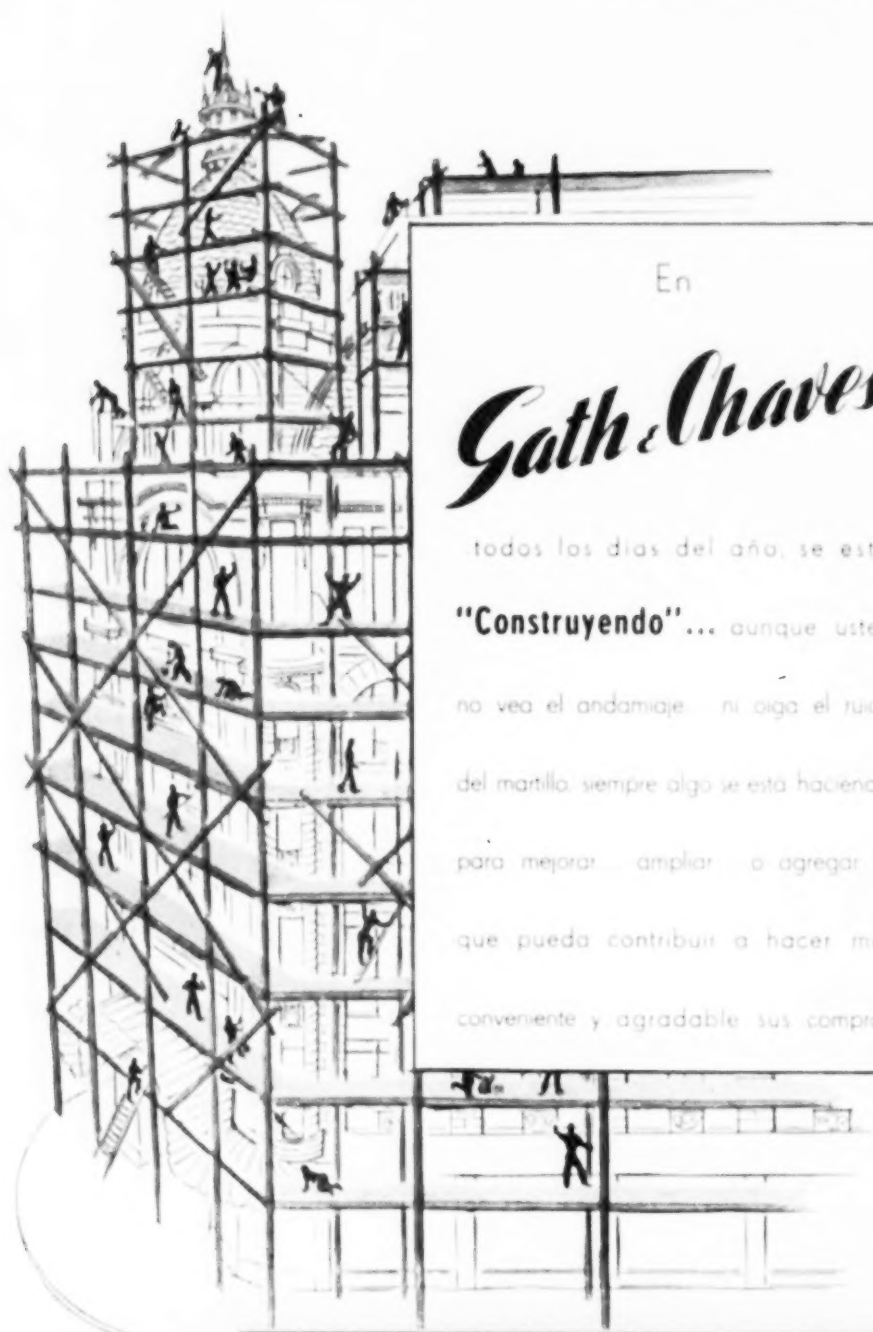 En
Gath & Chaves
todos los dias del año, se est
"Construyendo"... aunque uste
no vea el andamiaje... ni oiga el ruid
del martillo, siempre algo se está haciend
para mejorar... ampliar... o agregar
que pueda contribuir a hacer m
conveniente y agradable sus compr